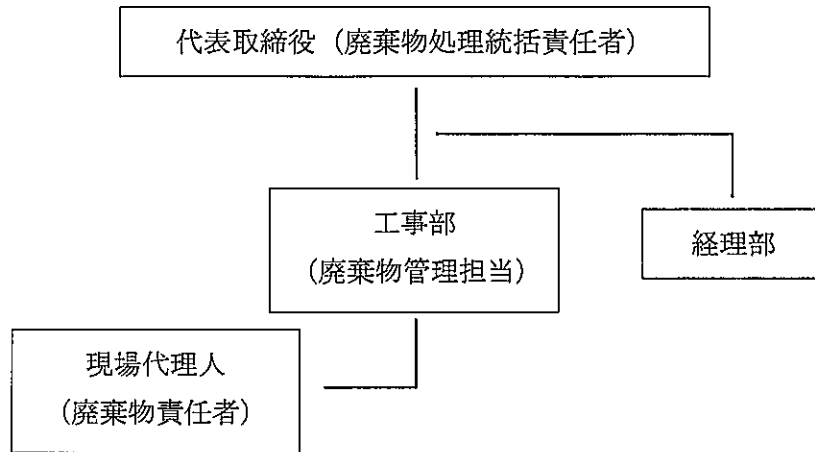 代表取締役（廃棄物処理統括責任者）
工事部
（廃棄物管理担当）
経理部
現場代理人
（廃棄物責任者）